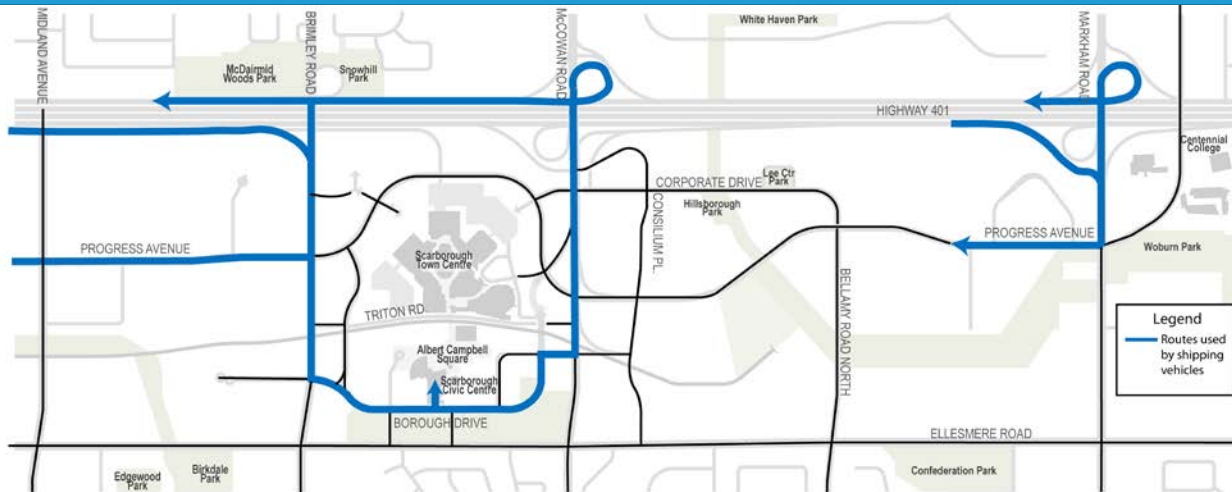 MIDLAND AVENUE
BRIMLEY ROAD
McCOWAN ROAD
MARKHAM ROAD
White Haven Park
McDairmid
Woods Park
Snowhill
Park
HIGHWAY 401
Centennial
College
CORPORATE DRIVE
Lee Ctr
Park
Hillsborough
Park
CONSILIUM PL.
PROGRESS AVENUE
PROGRESS AVENUE
Woburn Park
Scarborough
Town Centre
BELLAMY ROAD NORTH
TRITON RD.
Albert Campbell
Square
Scarborough
Civic Centre
BOROUGH DRIVE
Legend
Routes used
by shipping
vehicles
ELLESMERE ROAD
Edgewood
Park
Birkdale
Park
Confederation Park